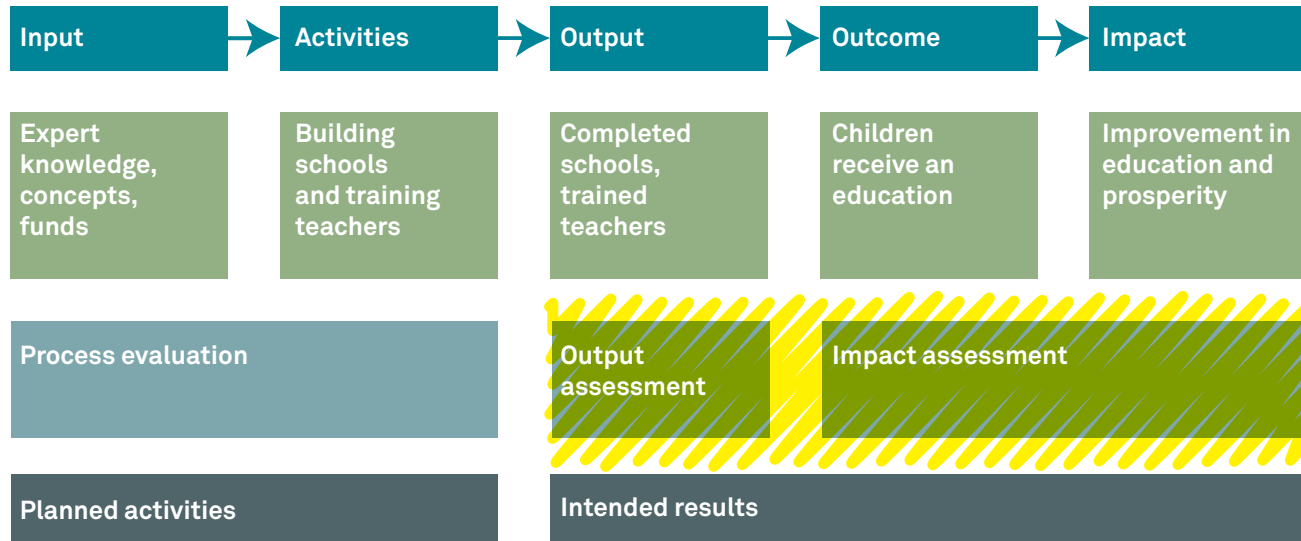 Input
Activities
Output
Outcome
Impact
Expert
knowledge,
concepts,
funds
Building
schools
and training
teachers
Completed
schools,
trained
teachers
Children
receive an
education
Improvement in
education and
prosperity
Process evaluation
Output
assessment
Impact assessment
Planned activities
Intended results